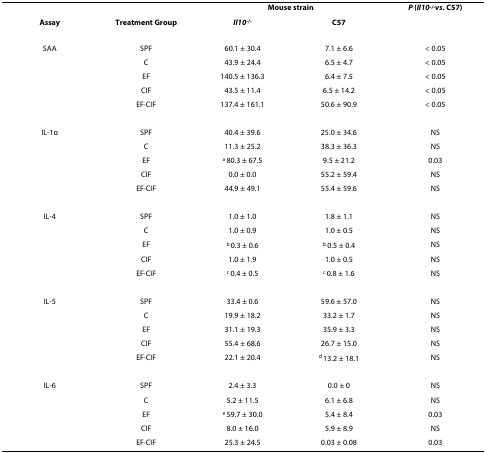 Mouse strain P (Il10-/-vs. C57)
Assay Treatment Group Il10-/- C57
SAA SPF 60.1 ± 30.4 7.1 ± 6.6 < 0.05
C 43.9 ± 24.4 6.5 ± 4.7 < 0.05
EF 140.5 ± 136.3 6.4 ± 7.5 < 0.05
CIF 43.5 ± 11.4 6.5 ± 14.2 < 0.05
EF-CIF 137.4 ± 161.1 50.6 ± 90.9 < 0.05
IL-1α SPF 40.4 ± 39.6 25.0 ± 34.6 NS
C 11.3 ± 25.2 38.3 ± 36.3 NS
EF a 80.3 ± 67.5 9.5 ± 21.2 0.03
CIF 0.0 ± 0.0 55.2 ± 59.4 NS
EF-CIF 44.9 ± 49.1 55.4 ± 59.6 NS
IL-4 SPF 1.0 ± 1.0 1.8 ± 1.1 NS
C 1.0 ± 0.9 1.0 ± 0.5 NS
EF b 0.3 ± 0.6 b 0.5 ± 0.4 NS
CIF 1.0 ± 1.9 1.0 ± 0.5 NS
EF-CIF c 0.4 ± 0.5 c 0.8 ± 1.6 NS
IL-5 SPF 33.4 ± 0.6 59.6 ± 57.0 NS
C 19.9 ± 18.2 33.2 ± 1.7 NS
EF 31.1 ± 19.3 35.9 ± 3.3 NS
CIF 55.4 ± 68.6 26.7 ± 15.0 NS
EF-CIF 22.1 ± 20.4 d 13.2 ± 18.1 NS
IL-6 SPF 2.4 ± 3.3 0.0 ± 0 NS
C 5.2 ± 11.5 6.1 ± 6.8 NS
EF e 59.7 ± 30.0 5.4 ± 8.4 0.03
CIF 8.0 ± 16.0 5.9 ± 8.9 NS
EF-CIF 25.3 ± 24.5 0.03 ± 0.08 0.03